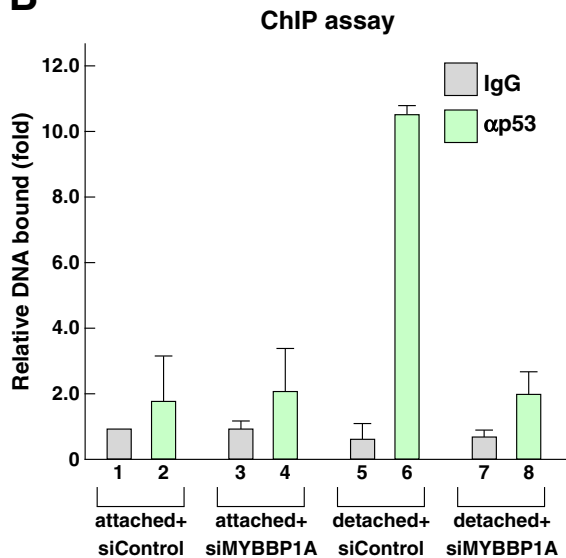 B
ChIP assay
Relative DNA bound (fold)
12.0
10.0
8.0
6.0
4.0
2.0
0
IgG
αp53
1 2 3 4 5 6 7 8
attached+ attached+ detached+ detached+
siControl siMYBBP1A siControl siMYBBP1A